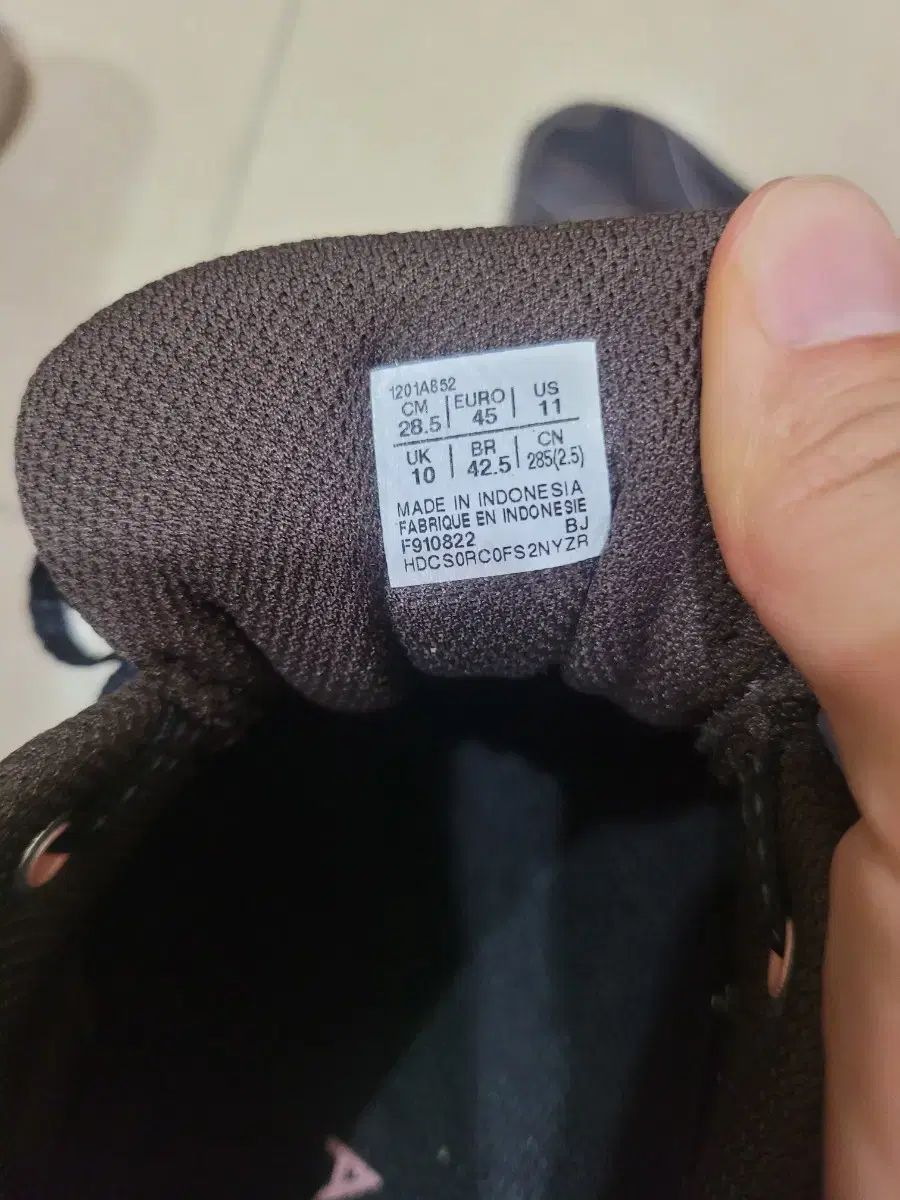 1201A852
CM 28.5 | EURO 45 | US 11
UK 10 | BR 42.5 | CN 285(2.5)
MADE IN INDONESIA
FABRIQUE EN INDONESIE
F910822 BJ
HDCS0RC0FS2NYZR